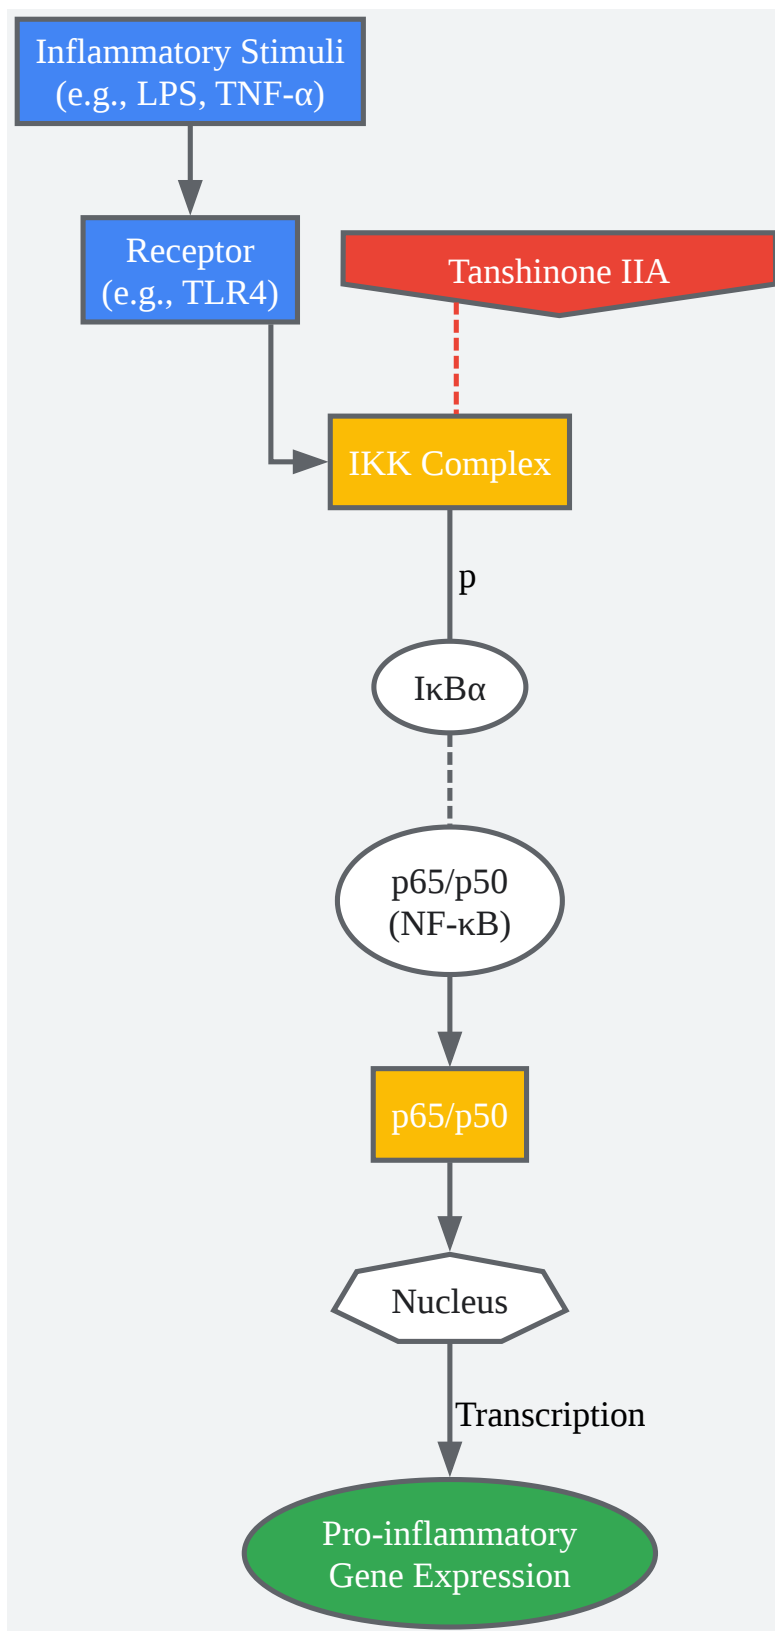 Inflammatory Stimuli
(e.g., LPS, TNF-α)
Receptor
(e.g., TLR4)
Tanshinone IIA
IKK Complex
p
IκBα
p65/p50
(NF-κB)
p65/p50
Nucleus
Transcription
Pro-inflammatory
Gene Expression